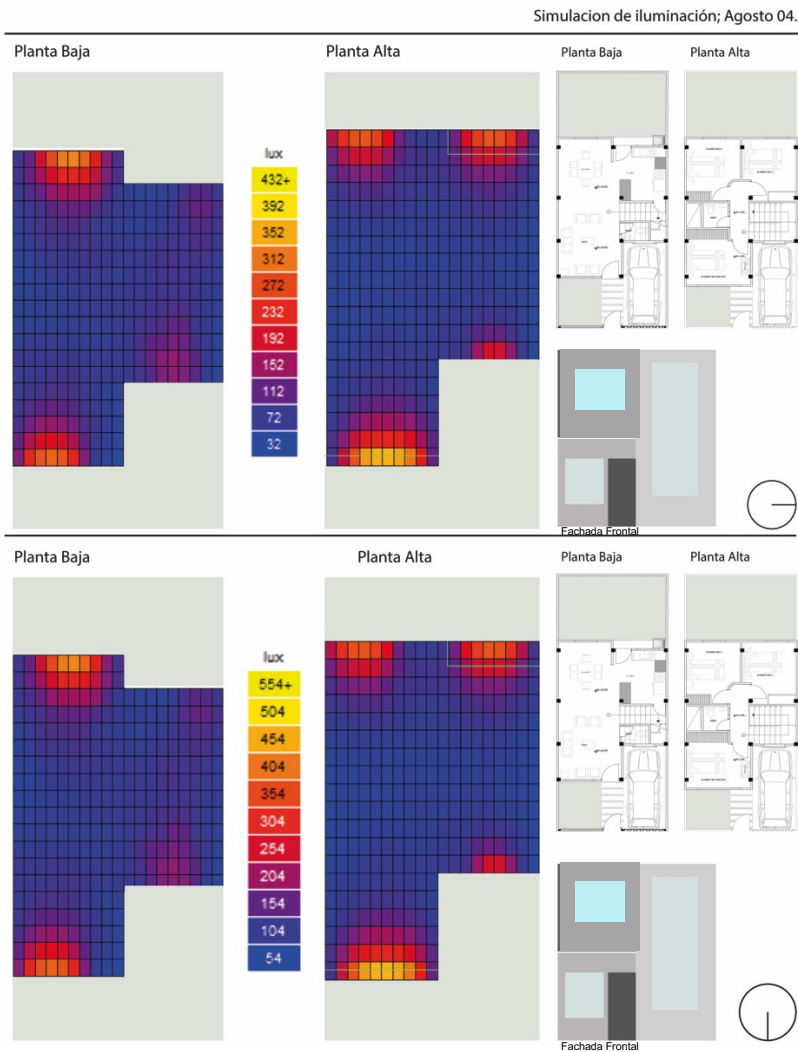 Simulacion de iluminación; Agosto 04.
Planta Baja
Planta Alta
Planta Baja
Planta Alta
lux
432+
392
352
312
272
232
192
152
112
72
32
Fachada Frontal
Planta Baja
Planta Alta
Planta Baja
Planta Alta
lux
554+
504
454
404
354
304
254
204
154
104
54
Fachada Frontal